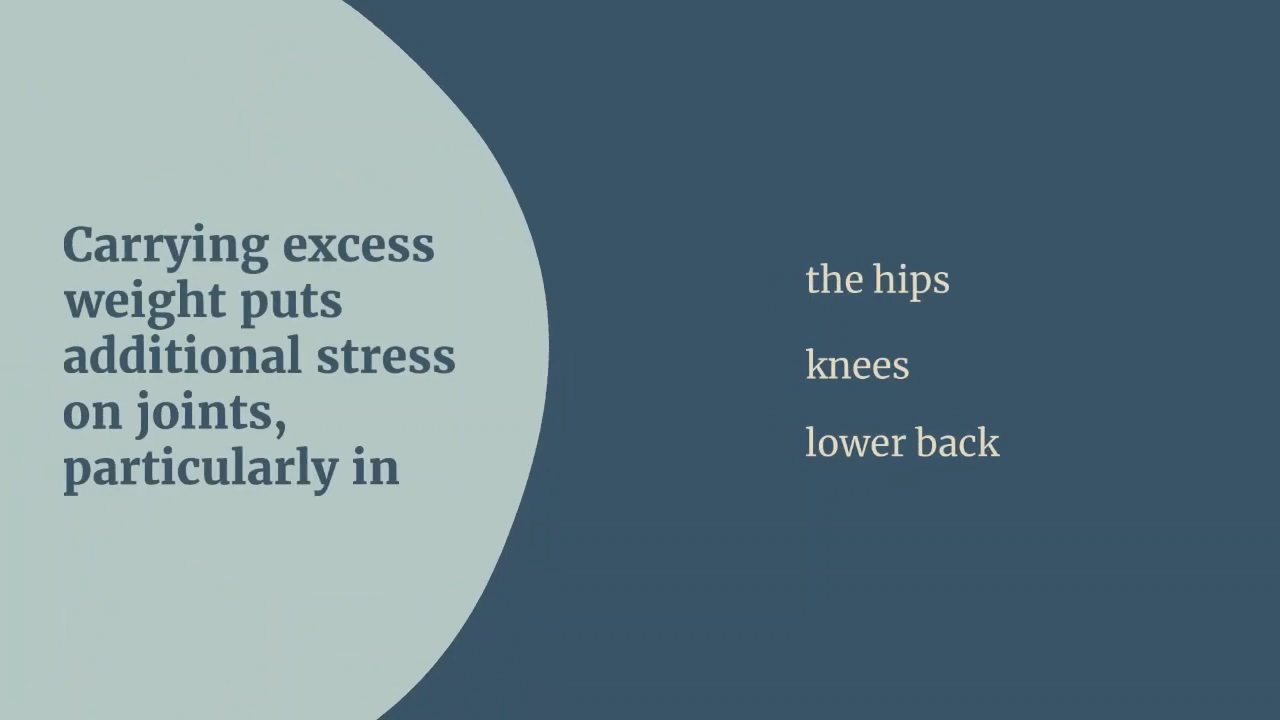 Carrying excess
weight puts
additional stress
on joints,
particularly in
the hips
knees
lower back